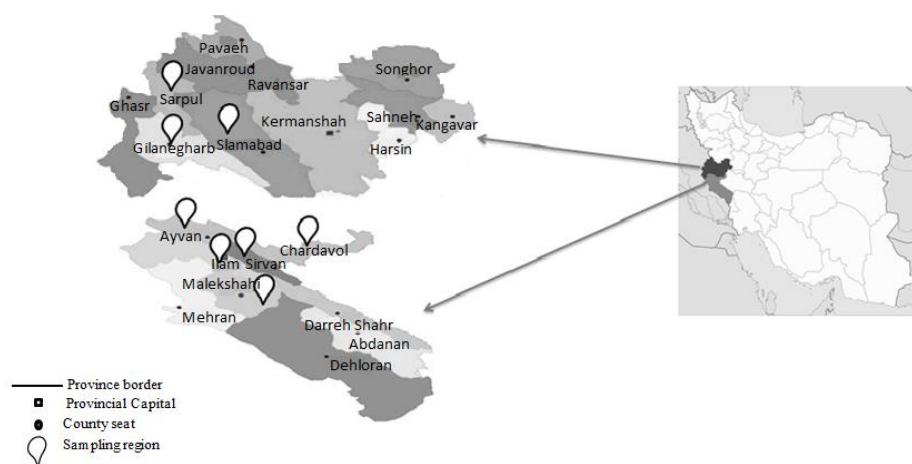 Pavaeh
Javanroud
Ravansar
Songhor
Ghasr
Sarpul
Kermanshah
Sahneh
Kangavar
Gilanegharb
Slamabad
Harsin
Ayvan
Chardavol
Ilam Sirvan
Malekshahi
Mehran
Darreh Shahr
Abdanan
Dehloran
Province border
Provincial Capital
County seat
Sampling region